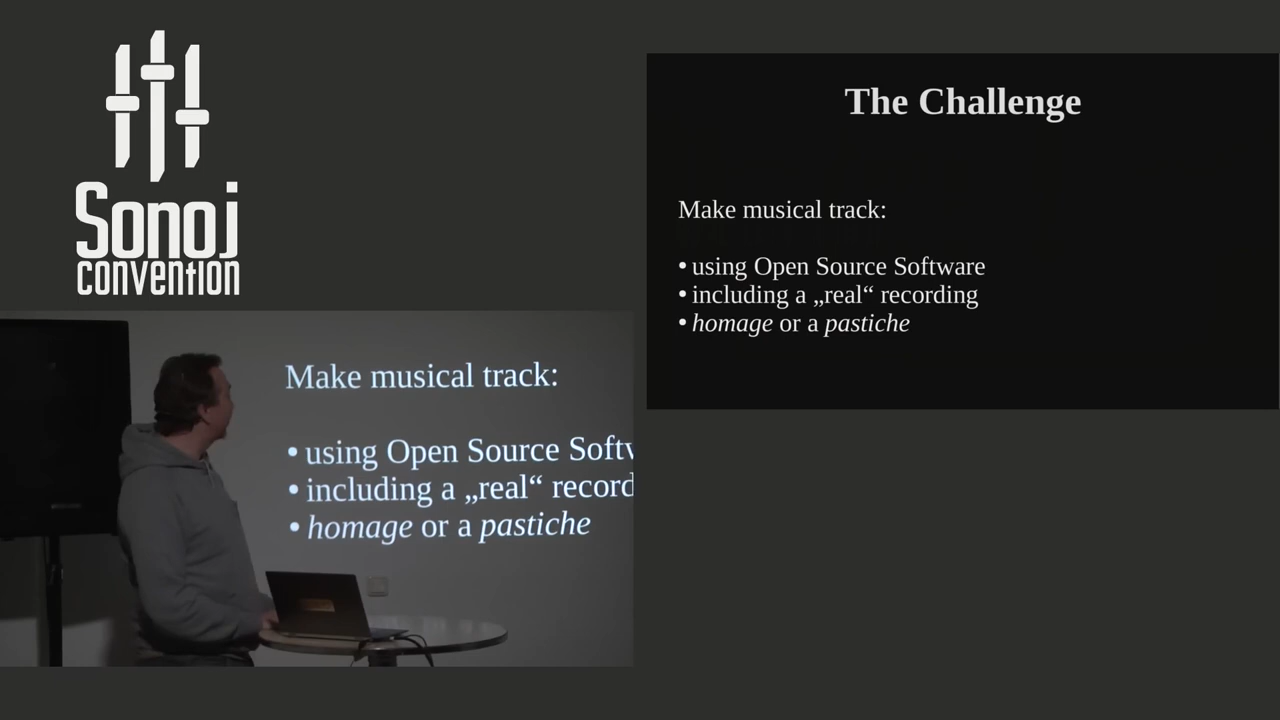 Sonoj
convention
The Challenge
Make musical track:
• using Open Source Software
• including a „real“ recording
• homage or a pastiche
Make musical track:
• using Open Source Softw
• including a „real“ record
• homage or a pastiche